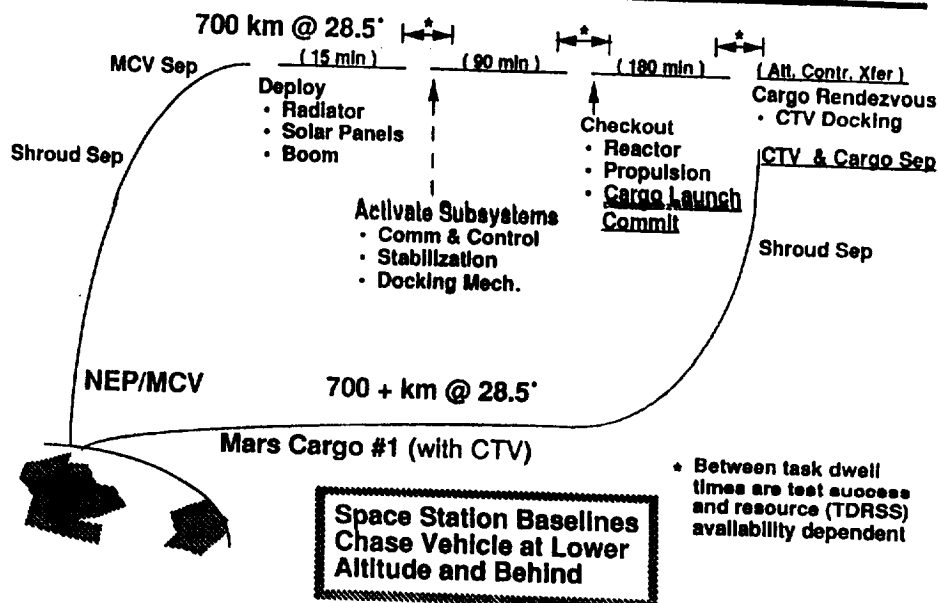 700 km @ 28.5°
*
*
*
MCV Sep
( 15 min )
( 90 min )
( 180 min )
( Att. Contr. Xfer )
Deploy
• Radiator
• Solar Panels
• Boom
Cargo Rendezvous
• CTV Docking
Checkout
• Reactor
• Propulsion
• Cargo Launch
Commit
Shroud Sep
CTV & Cargo Sep
Activate Subsystems
• Comm & Control
• Stabilization
• Docking Mech.
Shroud Sep
NEP/MCV
700 + km @ 28.5°
Mars Cargo #1 (with CTV)
* Between task dwell
times are test success
and resource (TDRSS)
availability dependent
Space Station Baselines
Chase Vehicle at Lower
Altitude and Behind